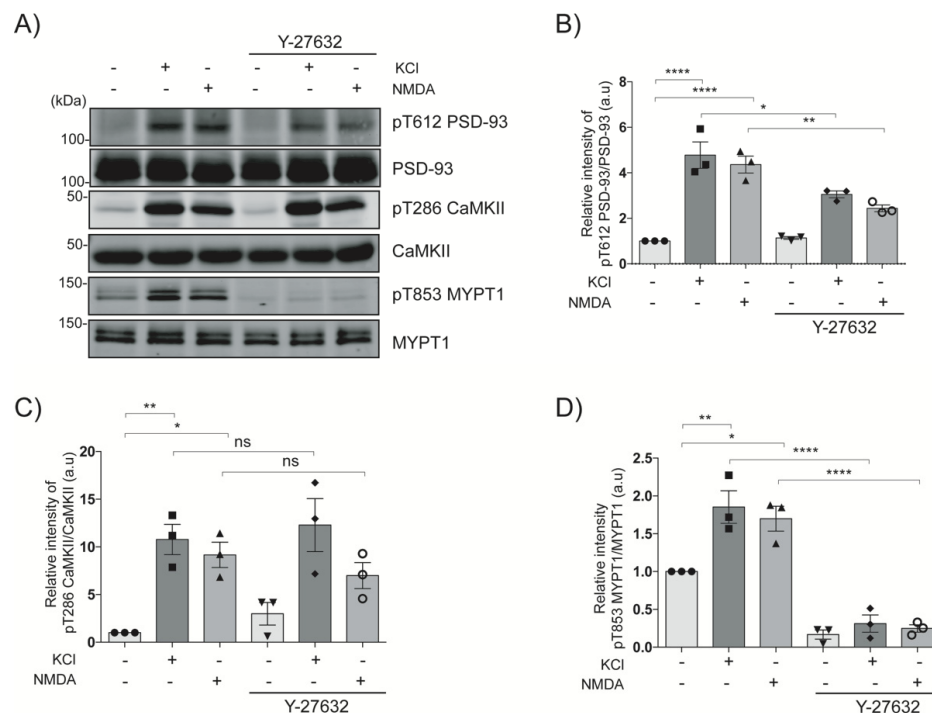 A)
Y-27632
- + - - + - KCl
- - + - - + NMDA
(kDa)
100 pT612 PSD-93
100 PSD-93
50 pT286 CaMKII
50 CaMKII
150 pT853 MYPT1
150 MYPT1
B)
****
****
*
**
Relative intensity of
pT612 PSD-93/PSD-93 (a.u)
8
6
4
2
0
KCl - + - - + -
NMDA - - + - - +
Y-27632
C)
**
*
ns
ns
Relative intensity of
pT286 CaMKII/CaMKII (a.u)
20
15
10
5
0
KCl - + - - + -
NMDA - - + - - +
Y-27632
D)
**
*
****
****
Relative intensity
pT853 MYPT1/MYPT1 (a.u)
2.5
2.0
1.5
1.0
0.5
0.0
KCl - + - - + -
NMDA - - + - - +
Y-27632